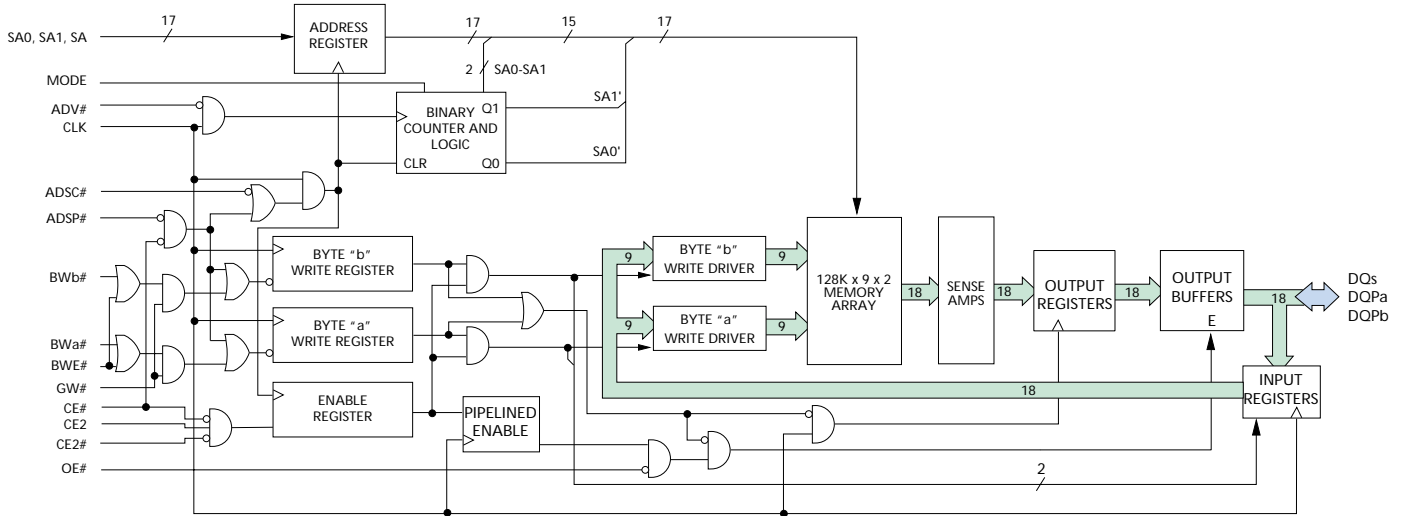 17
15
17
17
SA0, SA1, SA
ADDRESS
REGISTER
2
SA0-SA1
MODE
ADV#
CLK
BINARY
COUNTER AND
LOGIC
Q1
CLR
Q0
SA1'
SA0'
ADSC#
ADSP#
BWb#
BWa#
BWE#
GW#
CE#
CE2
CE2#
OE#
BYTE “b”
WRITE REGISTER
BYTE “a”
WRITE REGISTER
ENABLE
REGISTER
PIPELINED
ENABLE
9
BYTE “b”
WRITE DRIVER
9
9
BYTE “a”
WRITE DRIVER
9
128K x 9 x 2
MEMORY
ARRAY
18
SENSE
AMPS
18
OUTPUT
REGISTERS
18
OUTPUT
BUFFERS
E
18
DQs
DQPa
DQPb
INPUT
REGISTERS
18
2